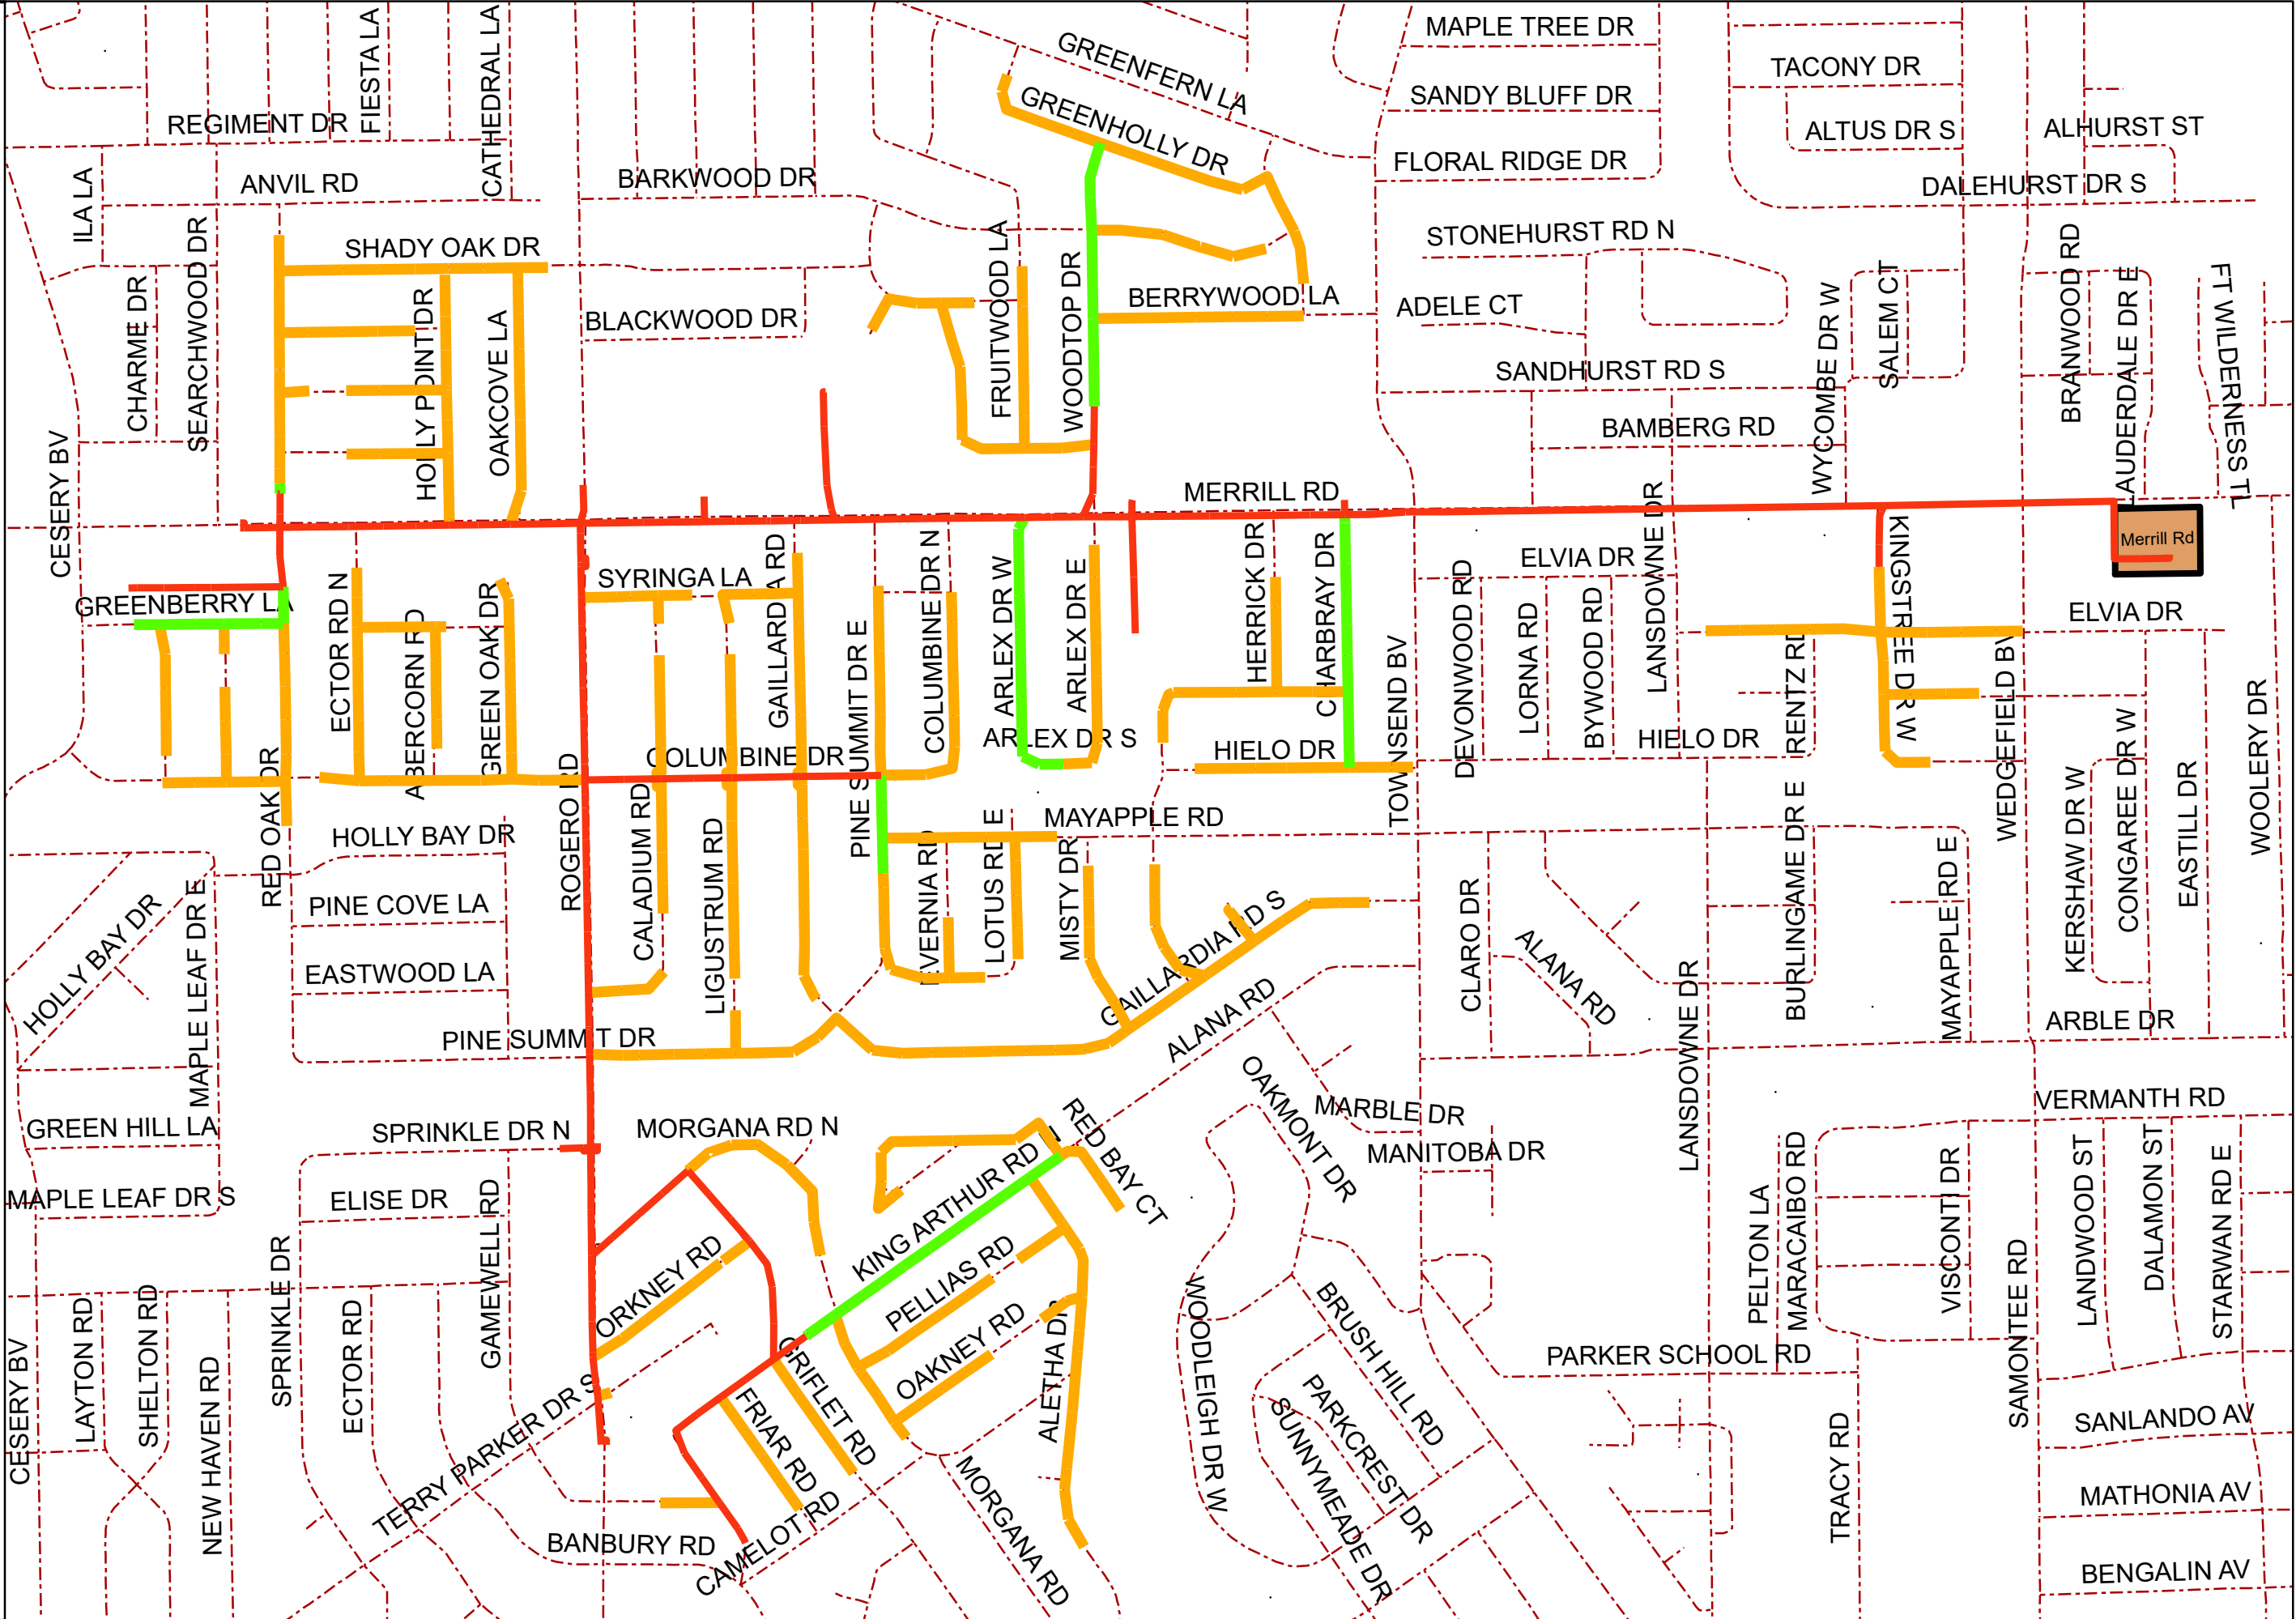 MAPLE TREE DR
FIESTA LA
CATHEDRAL LA
GREENFERN LA
TACONY DR
SANDY BLUFF DR
GREENHOLLY DR
REGIMENT DR
ALTUS DR S
ALHURST ST
FLORAL RIDGE DR
ANVIL RD
BARKWOOD DR
DALEHURST DR S
ILA LA
SEARCHWOOD DR
SHADY OAK DR
FRUITWOOD LA
WOODTOP DR
STONEHURST RD N
BRANWOOD RD
CHARME DR
HOLLY POINT DR
OAKCOVE LA
BLACKWOOD DR
BERRYWOOD LA
ADELE CT
WYCOMBE DR W
SALEM CT
AUDERDALE DR E
FT WILDERNESS TL
SANDHURST RD S
BAMBERG RD
CESERY BV
MERRILL RD
LANSDOWNE DR
KINGSTREE DR W
Merrill Rd
GREENBERRY LA
ECTOR RD N
ABERCORN RD
GREEN OAK DR
SYRINGA LA
GAILLARDIA RD
PINE SUMMIT DR E
COLUMBINE DR N
ARLEX DR W
ARLEX DR E
HERRICK DR
CHARBRAY DR
TOWNSEND BV
ELVIA DR
DEVONWOOD RD
LORNA RD
BYWOOD RD
RENTZ RD
WEDGEFIELD BV
ELVIA DR
WOOLERY DR
COLUMBINE DR
ARLEX DR S
HIELO DR
HIELO DR
RED OAK DR
HOLLY BAY DR
ROGERO RD
CALADIUM RD
LIGUSTRUM RD
EVERNIA RD
LOTUS RD E
MAYAPPLE RD
MISTY DR
BURLINGAME DR E
MAYAPPLE RD E
KERSHAW DR W
CONGAREE DR W
EASTILL DR
PINE COVE LA
EASTWOOD LA
HOLLY BAY DR
MAPLE LEAF DR E
GAILLARDIA RD S
CLARO DR
ALANA RD
ALANA RD
LANSDOWNE DR
PINE SUMMIT DR
ARBLE DR
GREEN HILL LA
SPRINKLE DR N
MORGANA RD N
RED BAY CT
OAKMONT DR
MARBLE DR
MANITOBA DR
VERMANTH RD
MAPLE LEAF DR S
ELISE DR
GAMEWELL RD
KING ARTHUR RD N
PELTON LA
MARACAIBO RD
VISCONTI DR
LANDWOOD ST
DALAMON ST
STARWAN RD E
SPRINKLE DR
ORKNEY RD
PELLIAS RD
OAKNEY RD
ALETHA DR
WOODLEIGH DR W
BRUSH HILL RD
PARKER SCHOOL RD
SAMONTEE RD
CESERY BV
LAYTON RD
SHELTON RD
NEW HAVEN RD
ECTOR RD
TERRY PARKER DR S
GRIFLET RD
FRIAR RD
PARKCREST DR
SUNNYMEADE DR
TRACY RD
SANLANDO AV
MATHONIA AV
BANBURY RD
CAMELOT RD
MORGANA RD
BENGALIN AV